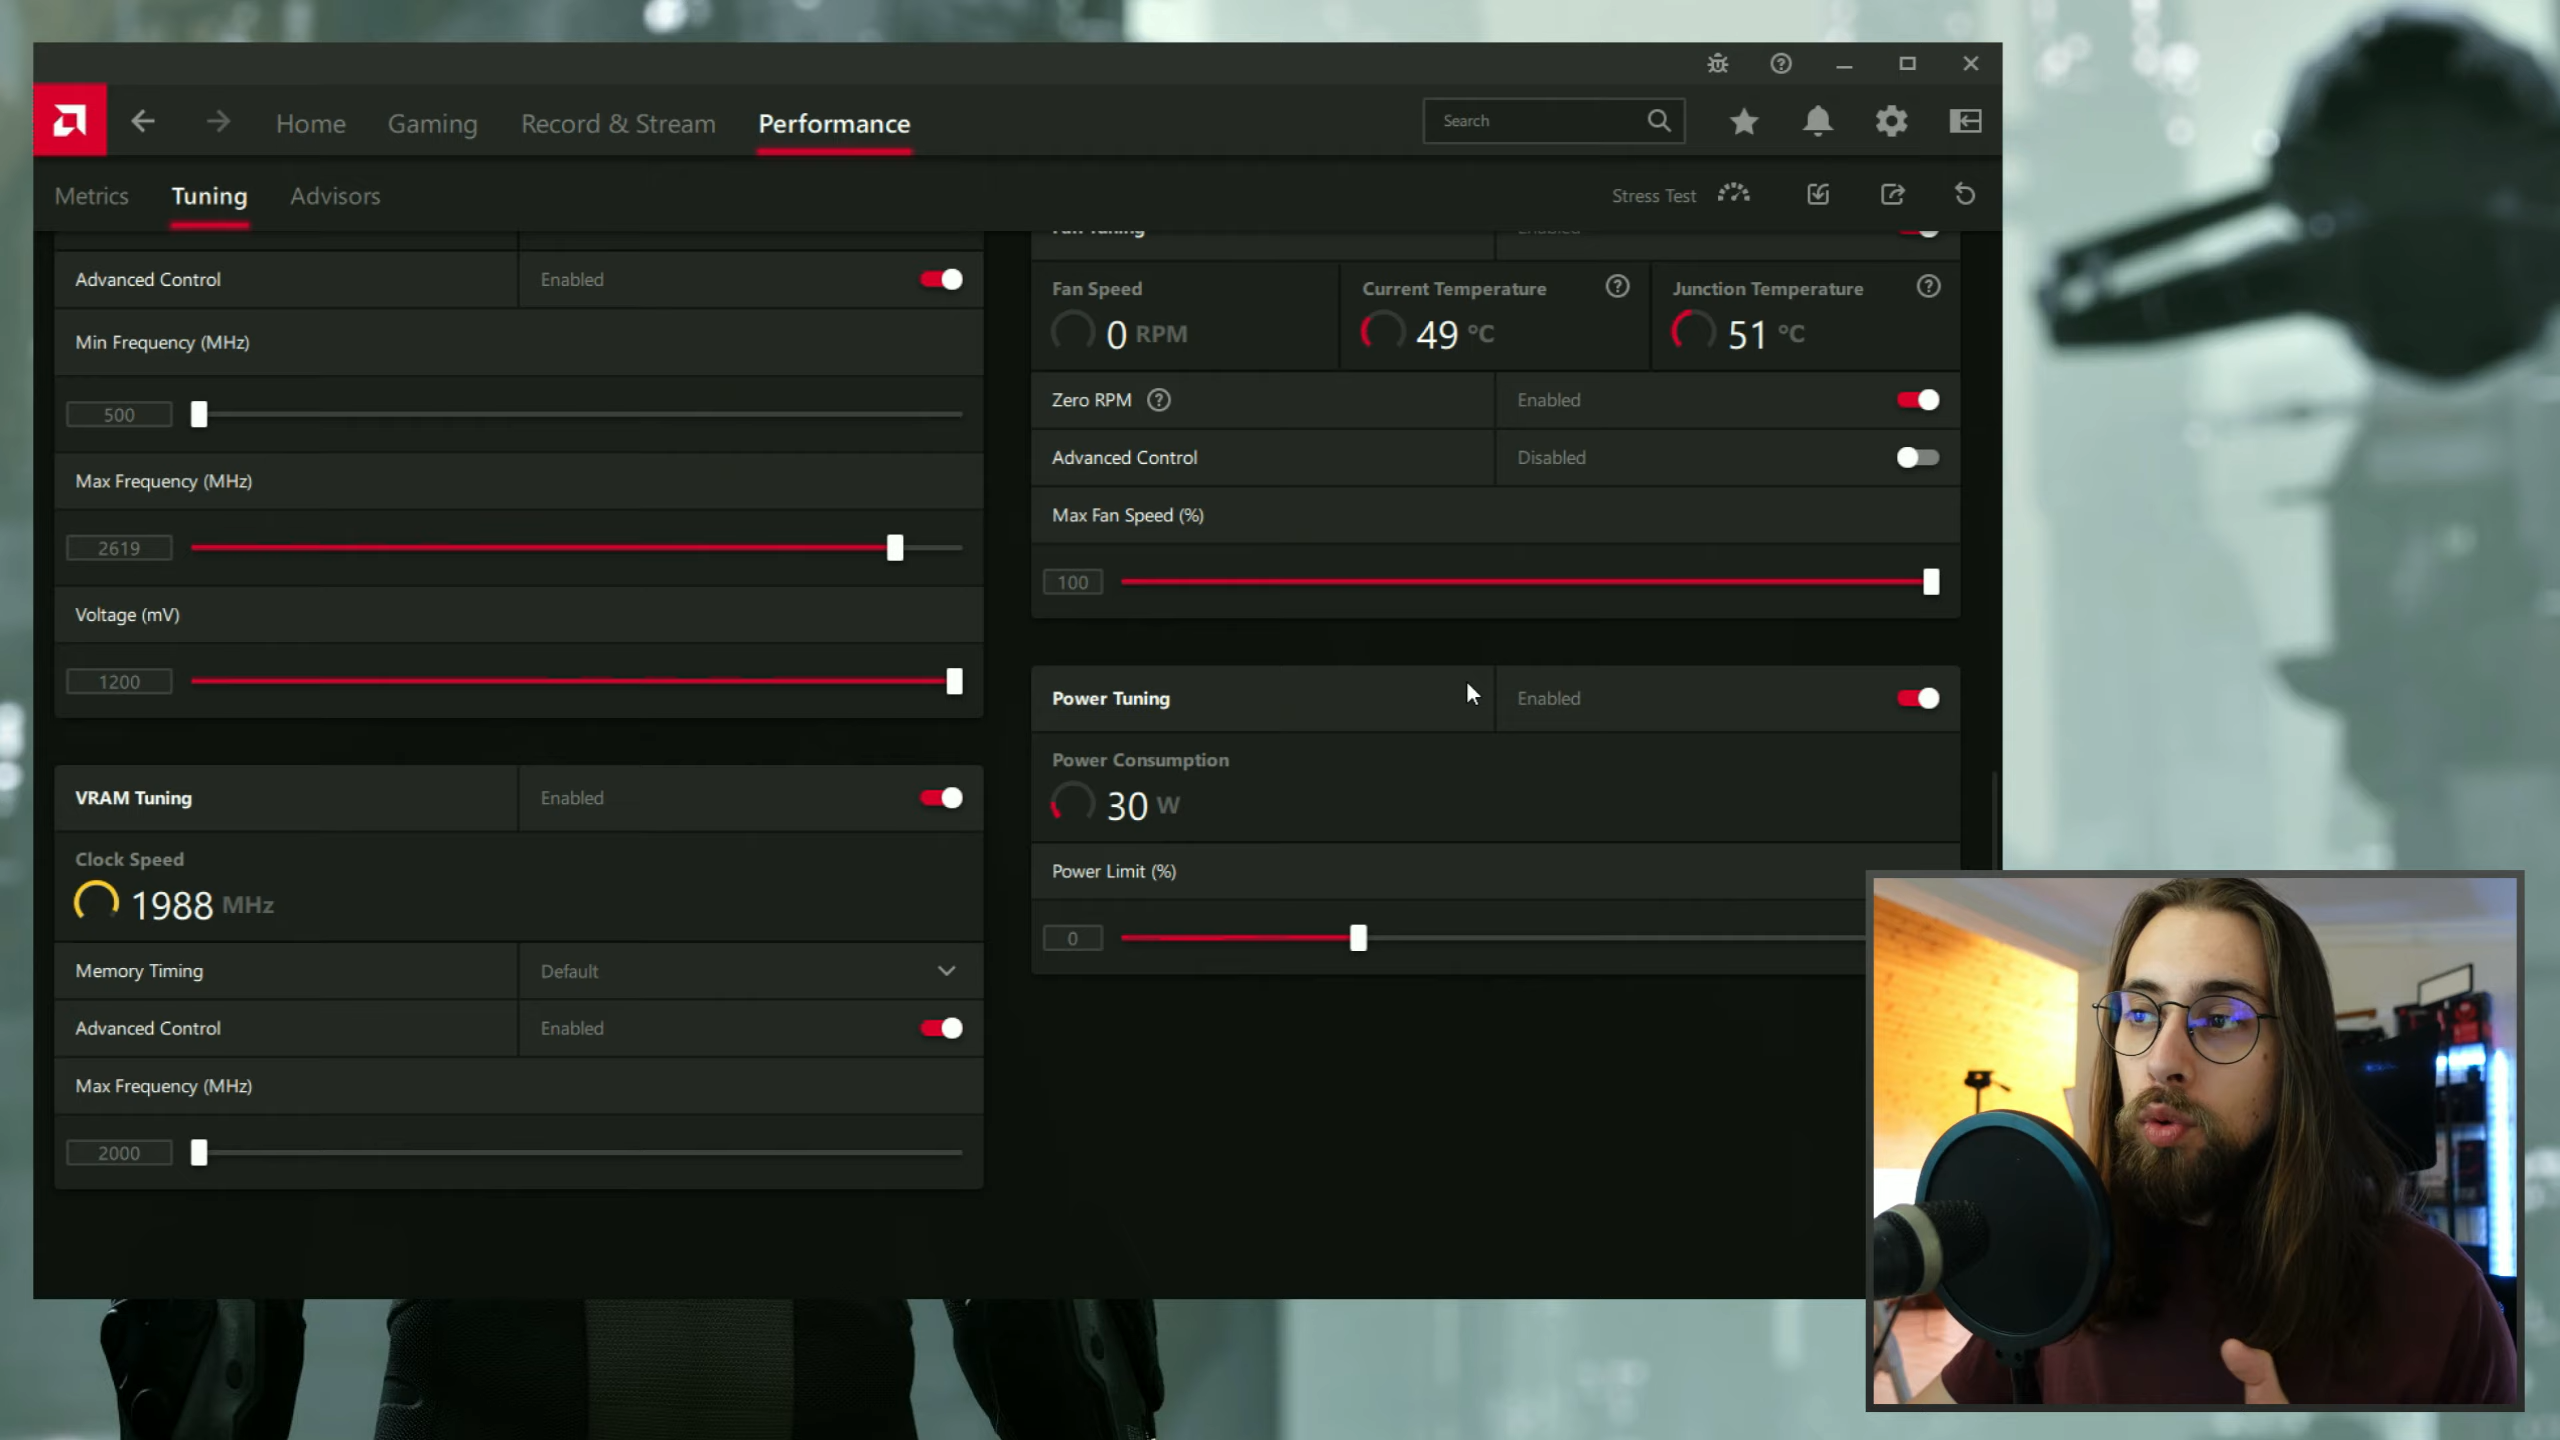 Home Gaming Record & Stream Performance
Search
Metrics Tuning Advisors
Stress Test
Advanced Control Enabled
Min Frequency (MHz)
500
Max Frequency (MHz)
2619
Voltage (mV)
1200
VRAM Tuning Enabled
Clock Speed
1988 MHz
Memory Timing Default
Advanced Control Enabled
Max Frequency (MHz)
2000
Fan Tuning Enabled
Fan Speed Current Temperature Junction Temperature
0 RPM 49 °C 51 °C
Zero RPM Enabled
Advanced Control Disabled
Max Fan Speed (%)
100
Power Tuning Enabled
Power Consumption
30 W
Power Limit (%)
0